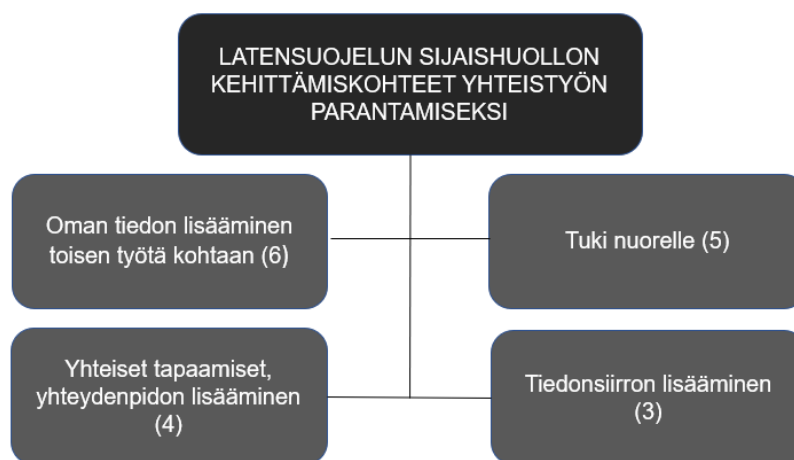 LATENSUOJELUN SIJAISHUOLLON
KEHITTÄMISKOHTEET YHTEISTYÖN
PARANTAMISEKSI
Oman tiedon lisääminen
toisen työtä kohtaan (6)
Tuki nuorelle (5)
Yhteiset tapaamiset,
yhteydenpidon lisääminen
(4)
Tiedonsiirron lisääminen
(3)